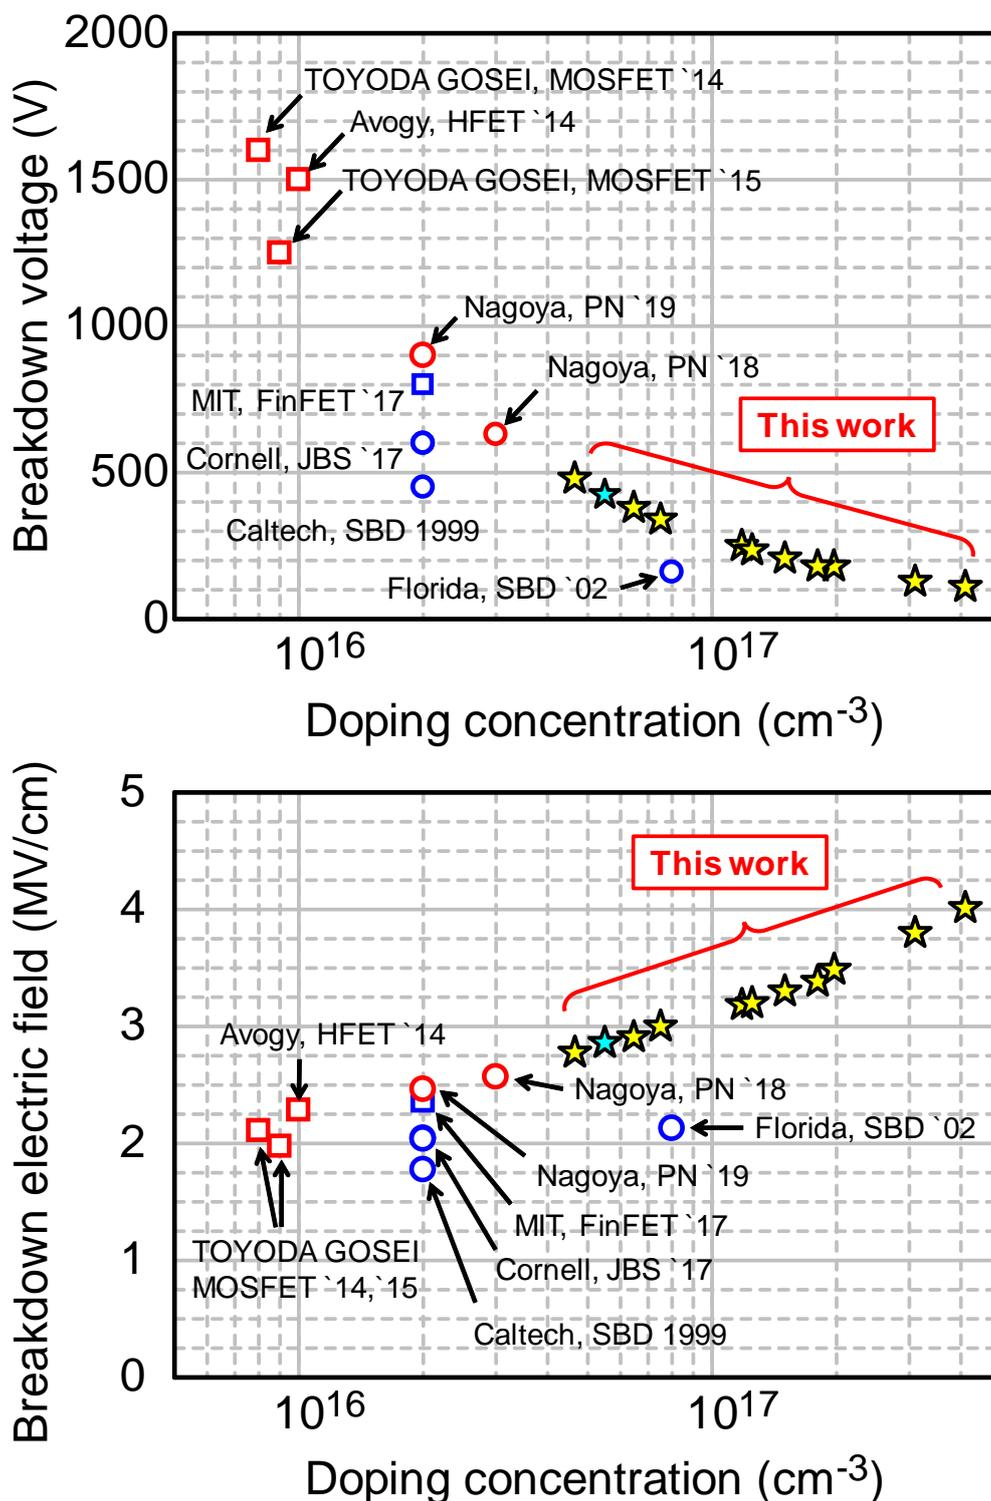 Breakdown voltage (V)
2000
1500
1000
500
0
TOYODA GOSEI, MOSFET `14
Avogy, HFET `14
TOYODA GOSEI, MOSFET `15
Nagoya, PN `19
Nagoya, PN `18
MIT, FinFET `17
This work
Cornell, JBS `17
Caltech, SBD 1999
Florida, SBD `02
10^16
10^17
Doping concentration (cm^-3)
Breakdown electric field (MV/cm)
5
4
3
2
1
0
This work
Avogy, HFET `14
Nagoya, PN `18
Florida, SBD `02
Nagoya, PN `19
MIT, FinFET `17
TOYODA GOSEI
MOSFET `14,`15
Cornell, JBS `17
Caltech, SBD 1999
10^16
10^17
Doping concentration (cm^-3)